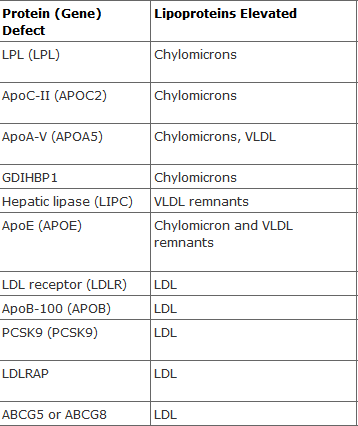 Protein (Gene) Defect	Lipoproteins Elevated
LPL (LPL)	Chylomicrons
ApoC-II (APOC2)	Chylomicrons
ApoA-V (APOA5)	Chylomicrons, VLDL
GDIHBP1	Chylomicrons
Hepatic lipase (LIPC)	VLDL remnants
ApoE (APOE)	Chylomicron and VLDL remnants
LDL receptor (LDLR)	LDL
ApoB-100 (APOB)	LDL
PCSK9 (PCSK9)	LDL
LDLRAP	LDL
ABCG5 or ABCG8	LDL